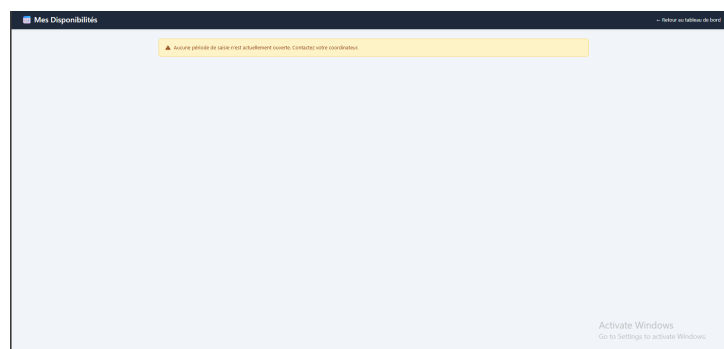 Mes Disponibilités
← Retour au tableau de bord
Aucune période de saisie n'est actuellement ouverte. Contactez votre coordinateur.
Activate Windows
Go to Settings to activate Windows.